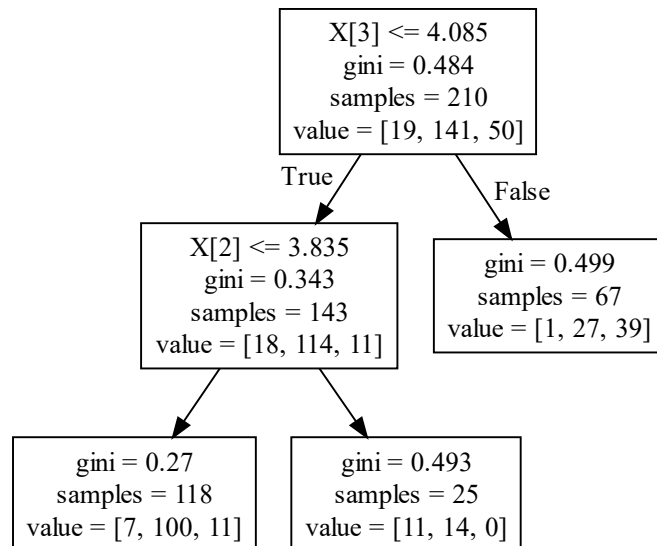 X[3] <= 4.085
gini = 0.484
samples = 210
value = [19, 141, 50]
True
False
X[2] <= 3.835
gini = 0.343
samples = 143
value = [18, 114, 11]
gini = 0.499
samples = 67
value = [1, 27, 39]
gini = 0.27
samples = 118
value = [7, 100, 11]
gini = 0.493
samples = 25
value = [11, 14, 0]